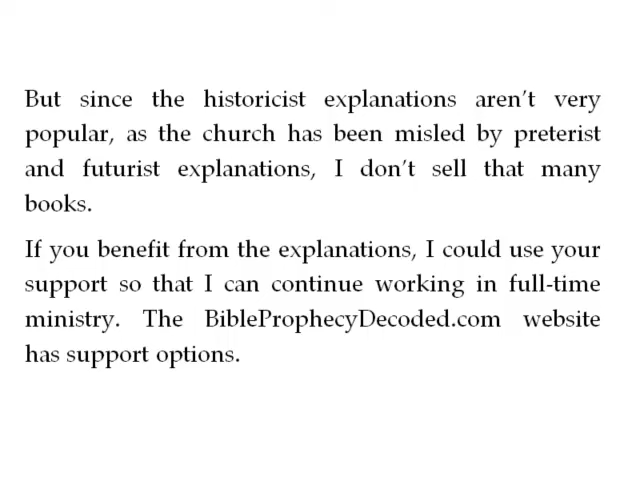 But since the historicist explanations aren’t very
popular, as the church has been misled by preterist
and futurist explanations, I don’t sell that many
books.
If you benefit from the explanations, I could use your
support so that I can continue working in full-time
ministry. The BibleProphecyDecoded.com website
has support options.